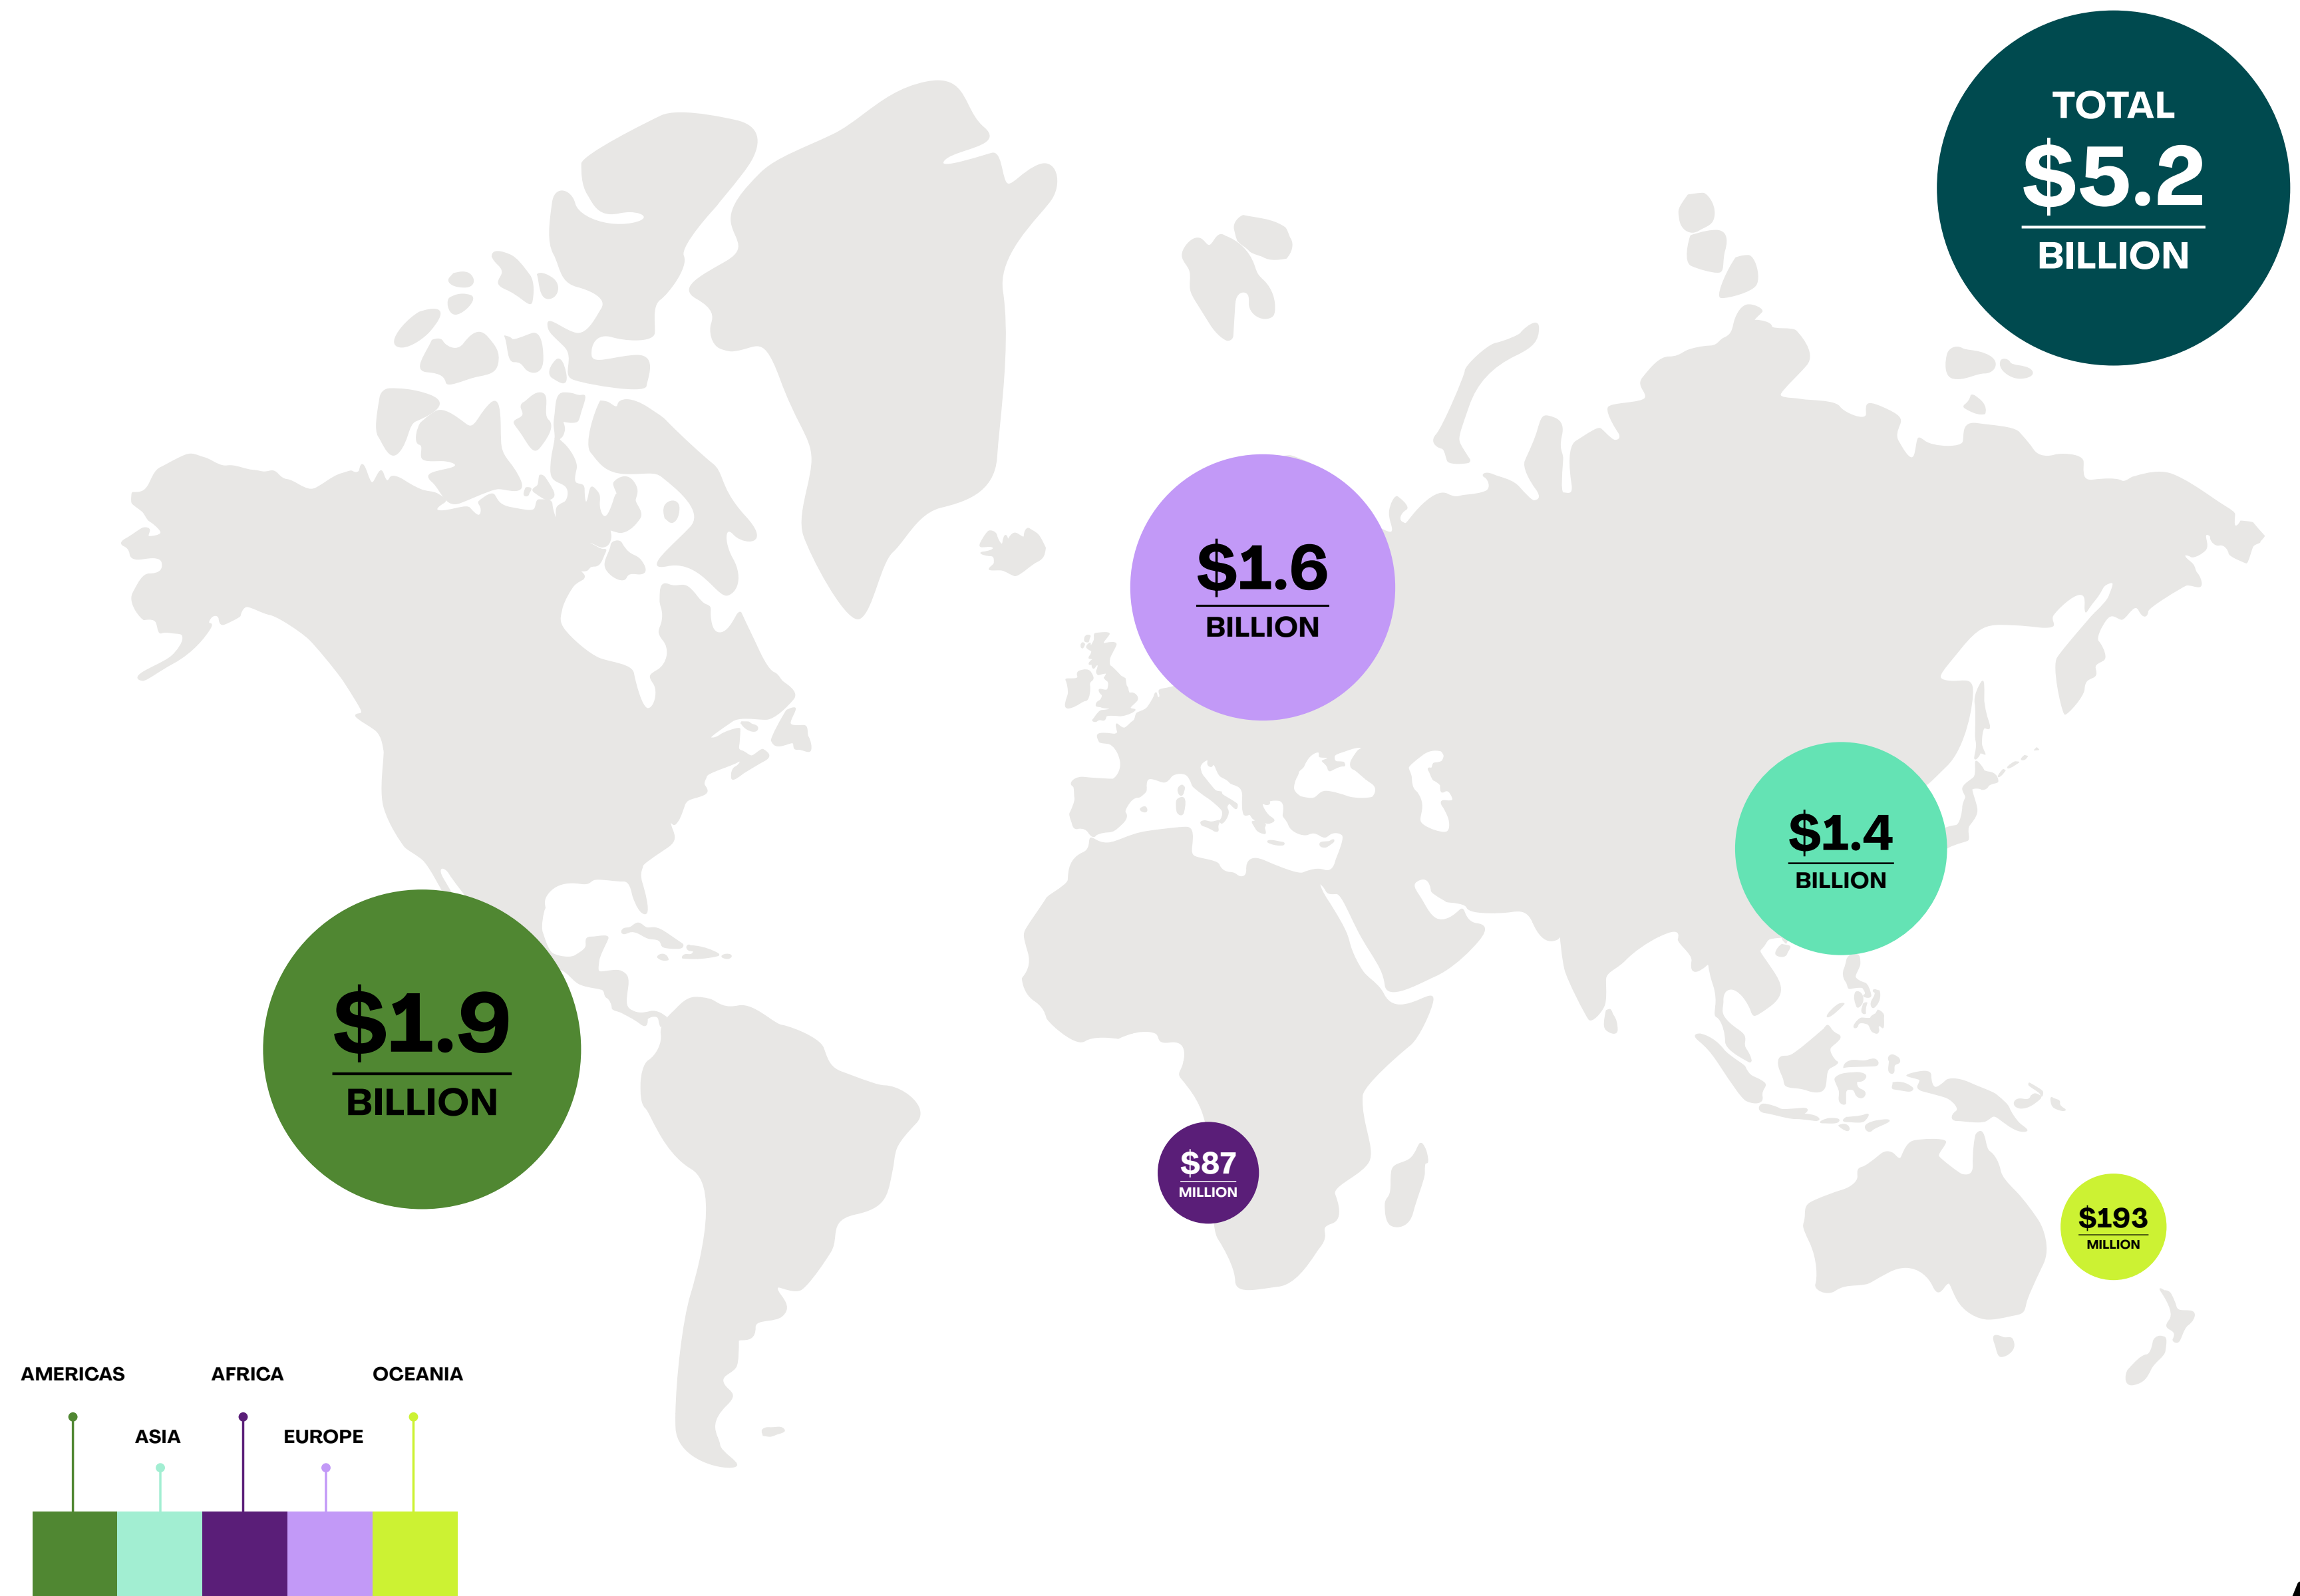 TOTAL
$5.2
BILLION
$1.6
BILLION
$1.4
BILLION
$1.9
BILLION
$87
MILLION
$193
MILLION
AMERICAS
AFRICA
OCEANIA
ASIA
EUROPE